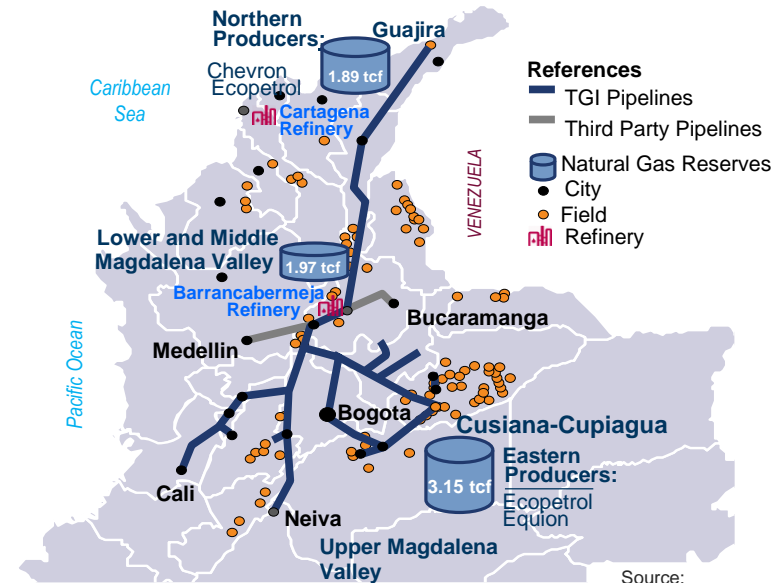 Northern
Producers:
Guajira
1.89 tcf
Chevron
Ecopetrol
Caribbean
Sea
Cartagena
Refinery
References
TGI Pipelines
Third Party Pipelines
Natural Gas Reserves
City
Field
Refinery
VENEZUELA
Lower and Middle
Magdalena Valley
1.97 tcf
Barrancabermeja
Refinery
Bucaramanga
Medellin
Pacific Ocean
Bogota
Cusiana-Cupiagua
Eastern
Producers:
3.15 tcf
Ecopetrol
Equion
Cali
Neiva
Upper Magdalena
Valley
Source: